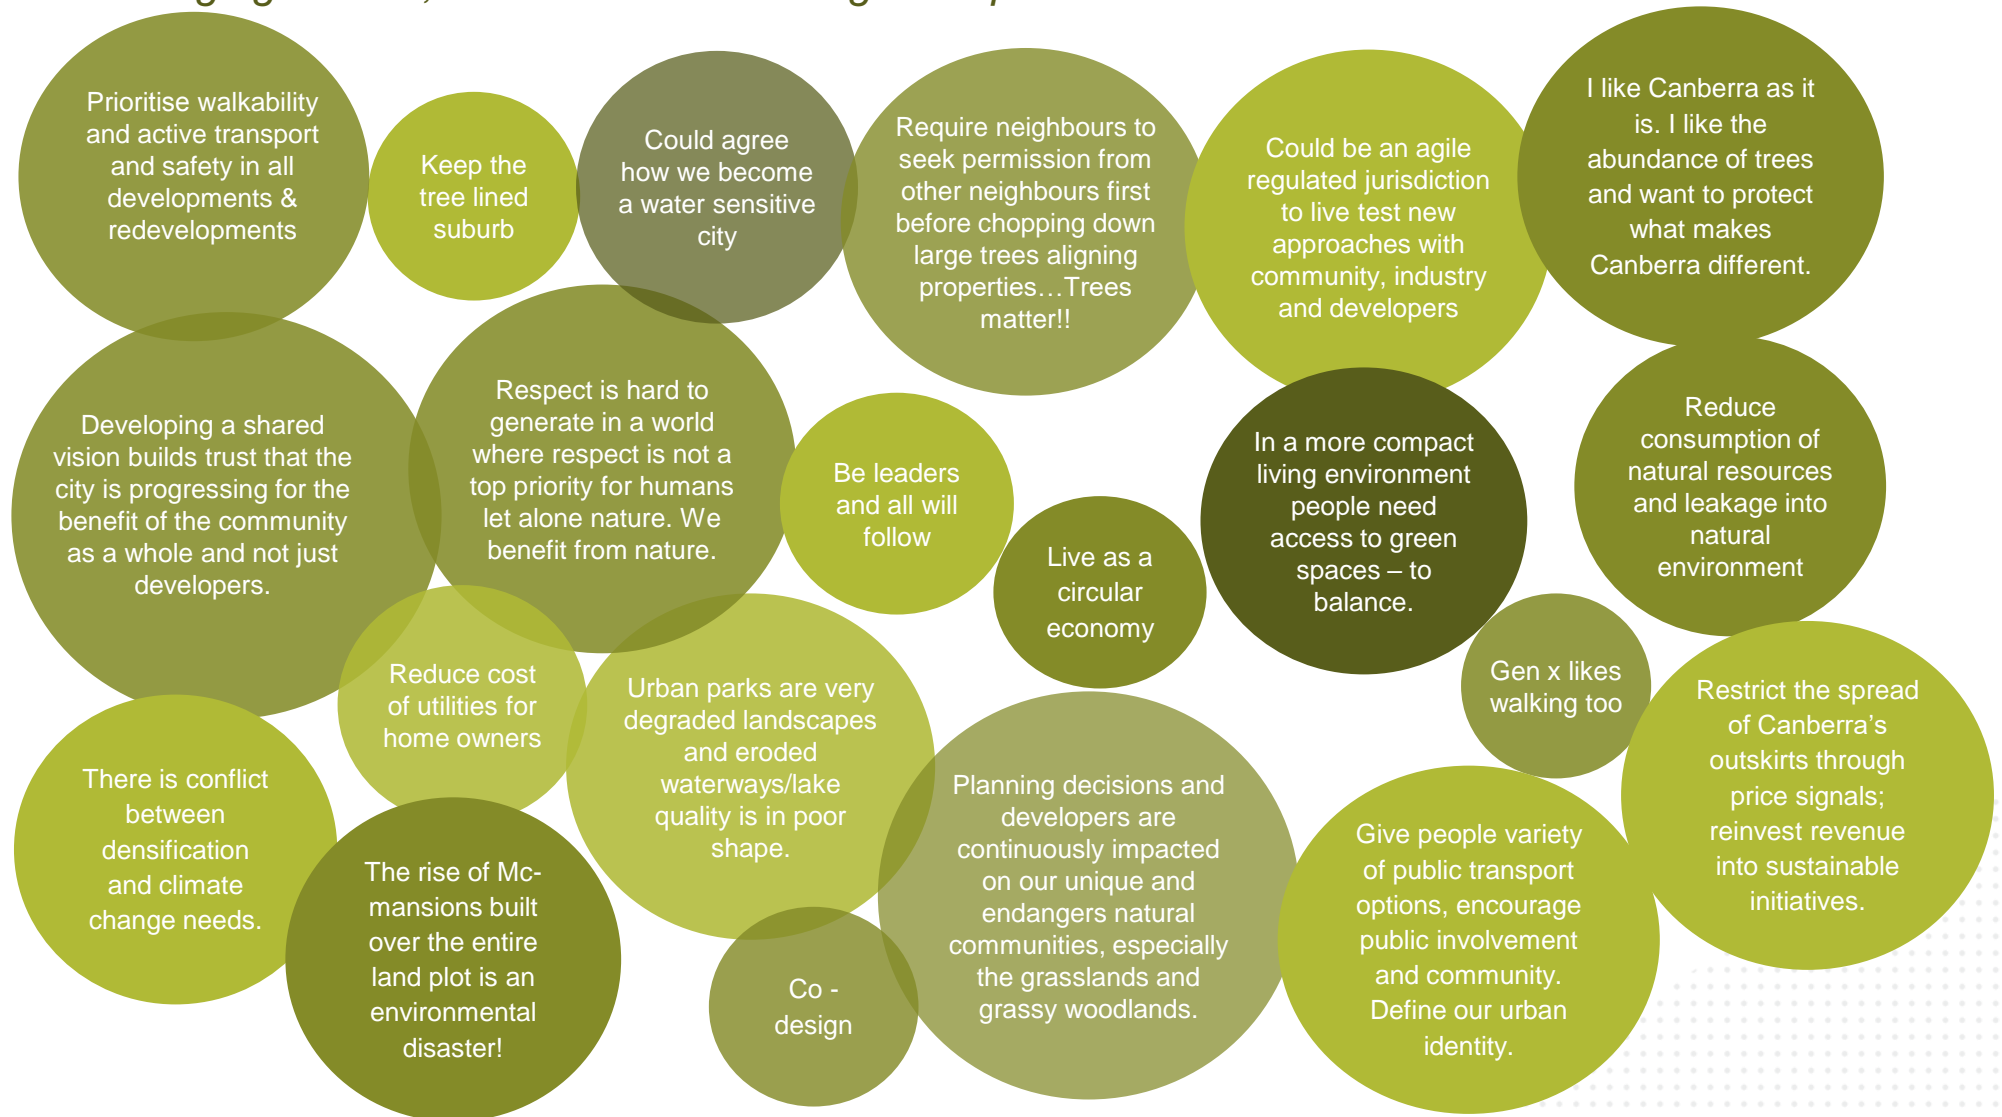 Prioritise walkability
and active transport
and safety in all
developments &
redevelopments
Keep the
tree lined
suburb
Could agree
how we become
a water sensitive
city
Require neighbours to
seek permission from
other neighbours first
before chopping down
large trees aligning
properties…Trees
matter!!
Could be an agile
regulated jurisdiction
to live test new
approaches with
community, industry
and developers
I like Canberra as it
is. I like the
abundance of trees
and want to protect
what makes
Canberra different.
Developing a shared
vision builds trust that the
city is progressing for the
benefit of the community
as a whole and not just
developers.
Respect is hard to
generate in a world
where respect is not a
top priority for humans
let alone nature. We
benefit from nature.
Be leaders
and all will
follow
Live as a
circular
economy
In a more compact
living environment
people need
access to green
spaces – to
balance.
Reduce
consumption of
natural resources
and leakage into
natural
environment
Reduce cost
of utilities for
home owners
Urban parks are very
degraded landscapes
and eroded
waterways/lake
quality is in poor
shape.
Gen x likes
walking too
Restrict the spread
of Canberra’s
outskirts through
price signals;
reinvest revenue
into sustainable
initiatives.
There is conflict
between
densification
and climate
change needs.
The rise of Mc-
mansions built
over the entire
land plot is an
environmental
disaster!
Co -
design
Planning decisions and
developers are
continuously impacted
on our unique and
endangers natural
communities, especially
the grasslands and
grassy woodlands.
Give people variety
of public transport
options, encourage
public involvement
and community.
Define our urban
identity.